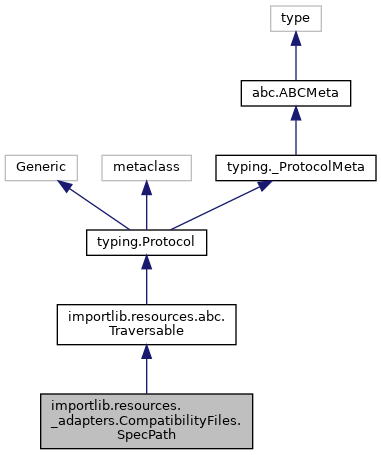 type
abc.ABCMeta
Generic
metaclass
typing._ProtocolMeta
typing.Protocol
importlib.resources.abc.
Traversable
importlib.resources.
_adapters.CompatibilityFiles.
SpecPath